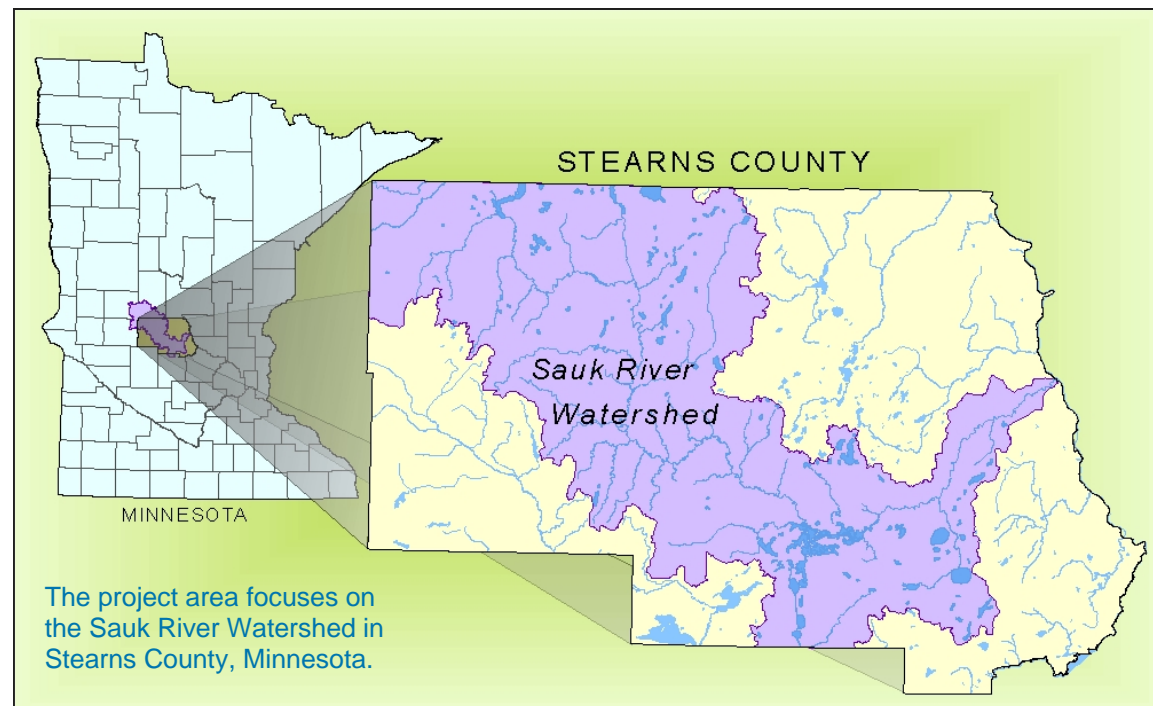 STEARNS COUNTY
Sauk River
Watershed
MINNESOTA
The project area focuses on
the Sauk River Watershed in
Stearns County, Minnesota.